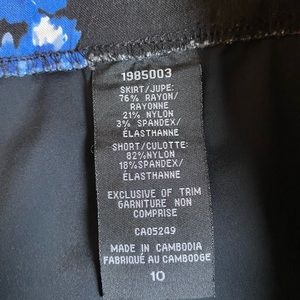 1985003
SKIRT/JUPE:
76% RAYON/
RAYONNE
21% NYLON
3% SPANDEX/
ÉLASTHANNE
SHORT/CULOTTE:
82%NYLON
18%SPANDEX/
ÉLASTHANNE
EXCLUSIVE OF TRIM
GARNITURE NON
COMPRISE
CA05249
MADE IN CAMBODIA
FABRIQUÉ AU CAMBODGE
10